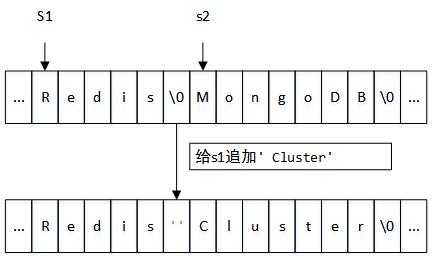 S1 s2
... R e d i s \0 M o n g o D B \0 ...
给s1追加' Cluster'
... R e d i s ' ' C l u s t e r \0 ...